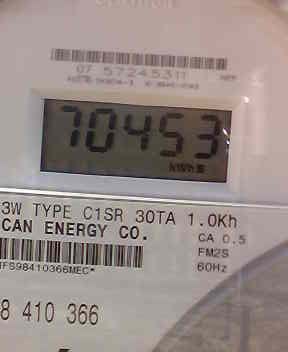 07 57245311
70453
kWh
3W TYPE C1SR 30TA 1.0Kh
CAN ENERGY CO.
CA 0.5
FM2S
60Hz
IFS98410366MEC*
8 410 366